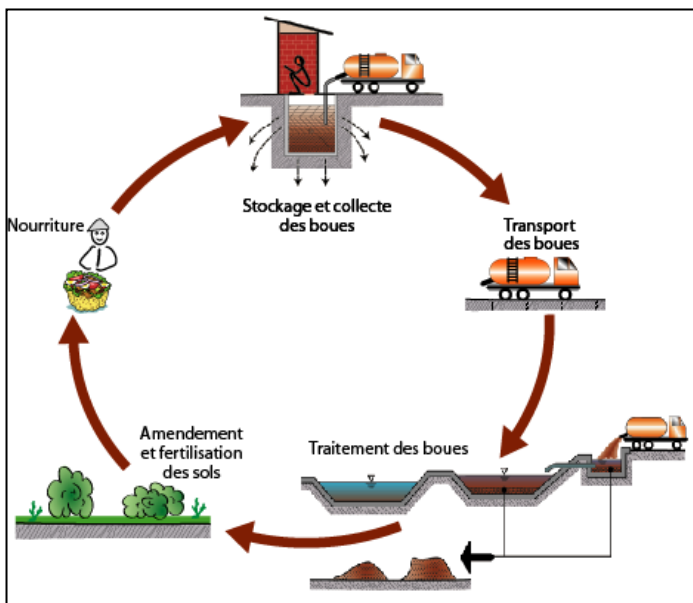 Stockage et collecte
des boues
Transport
des boues
Traitement des boues
Amendement
et fertilisation
des sols
Nourriture